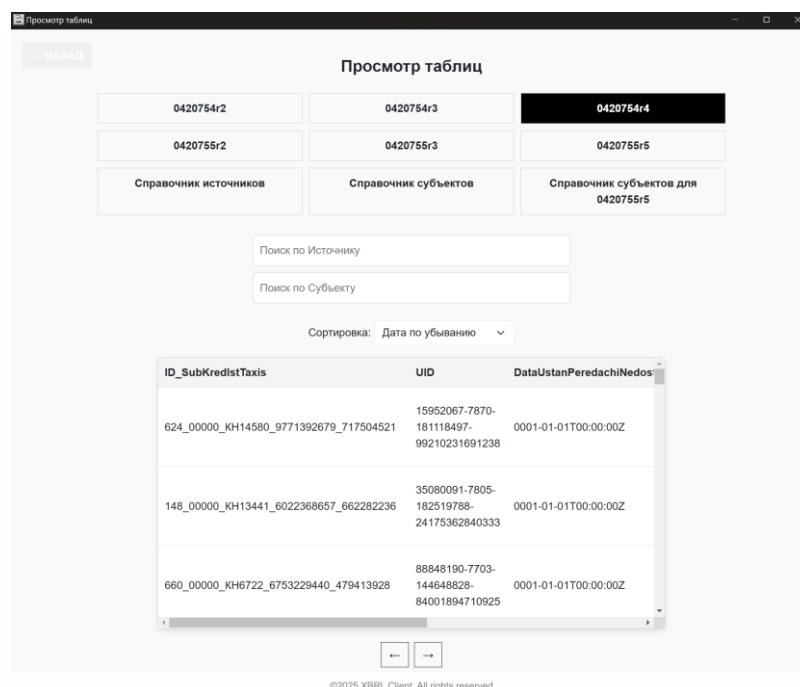 Просмотр таблиц
← НАЗАД
Просмотр таблиц
0420754r2 0420754r3 0420754r4
0420755r2 0420755r3 0420755r5
Справочник источников Справочник субъектов Справочник субъектов для
0420755r5
Поиск по Источнику
Поиск по Субъекту
Сортировка: Дата по убыванию
ID_SubKredIstTaxis UID DataUstanPeredachiNedos
15952067-7870-
624_00000_KH14580_9771392679_717504521 181118497- 0001-01-01T00:00:00Z
99210231691238
35080091-7805-
148_00000_KH13441_6022368657_662282236 182519788- 0001-01-01T00:00:00Z
24175362840333
88848190-7703-
660_00000_KH6722_6753229440_479413928 144648828- 0001-01-01T00:00:00Z
84001894710925
← →
©2025 XBRL Client. All rights reserved